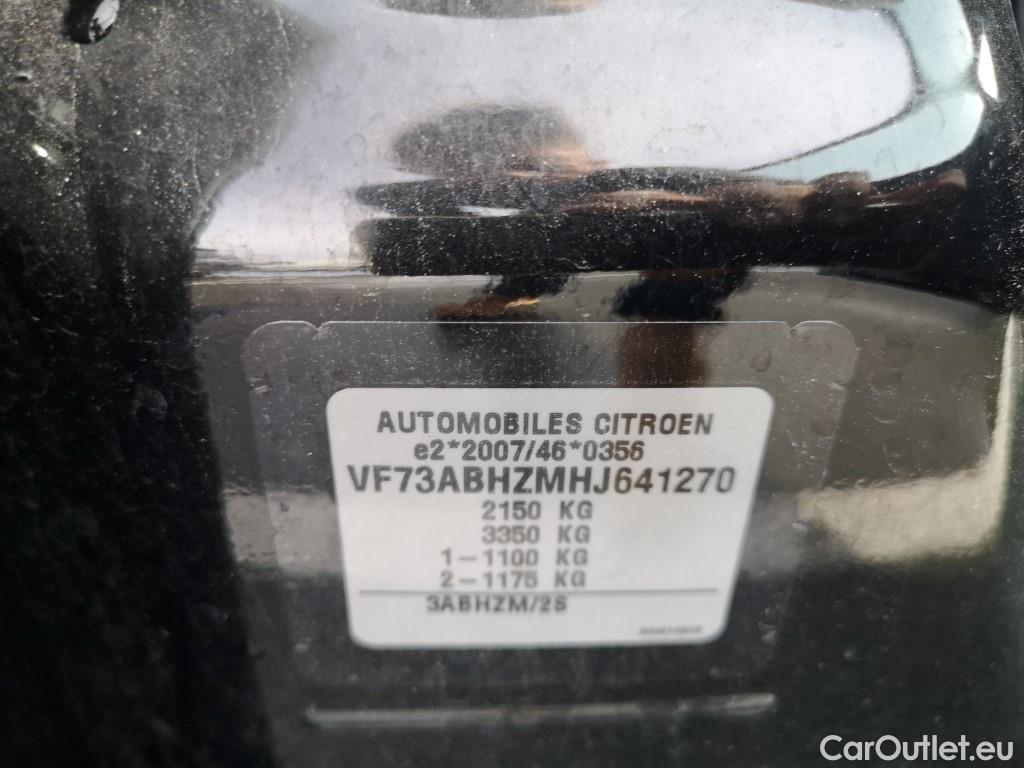 AUTOMOBILES CITROEN
e2*2007/46*0356
VF73ABHZMHJ641270
2150 KG
3350 KG
1-1100 KG
2-1175 KG
3ABHZM/2S
CarOutlet.eu